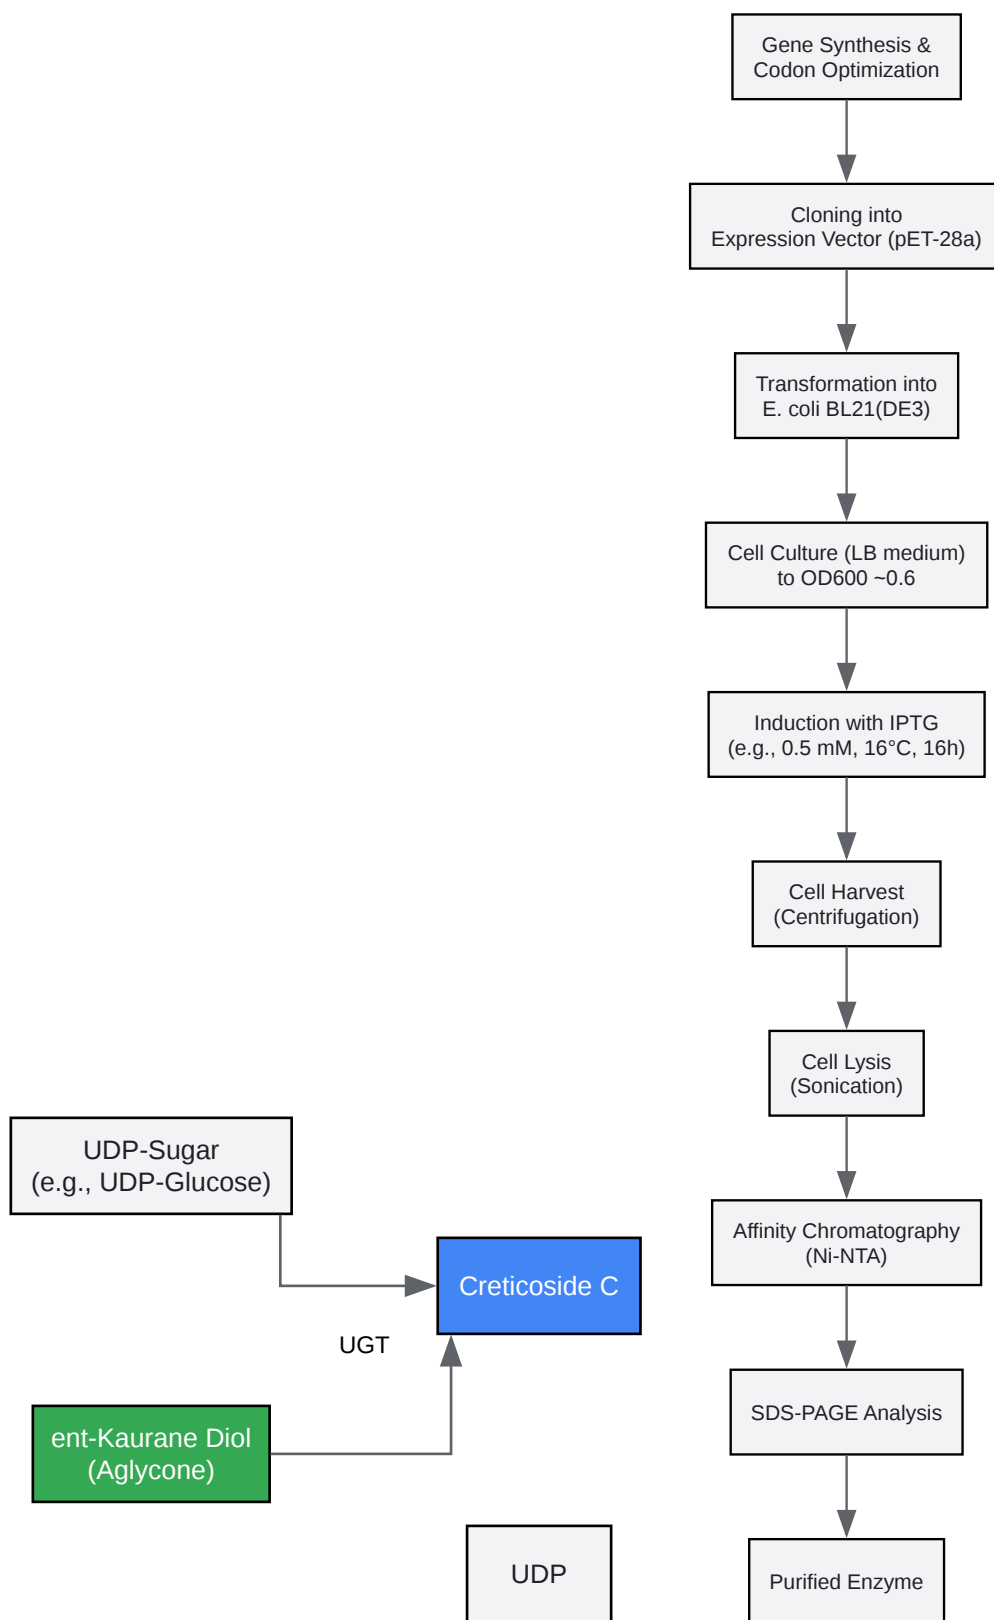 Gene Synthesis &
Codon Optimization
Cloning into
Expression Vector (pET-28a)
Transformation into
E. coli BL21(DE3)
Cell Culture (LB medium)
to OD600 ~0.6
Induction with IPTG
(e.g., 0.5 mM, 16°C, 16h)
Cell Harvest
(Centrifugation)
Cell Lysis
(Sonication)
Affinity Chromatography
(Ni-NTA)
SDS-PAGE Analysis
Purified Enzyme
UDP-Sugar
(e.g., UDP-Glucose)
Creticoside C
UGT
ent-Kaurane Diol
(Aglycone)
UDP